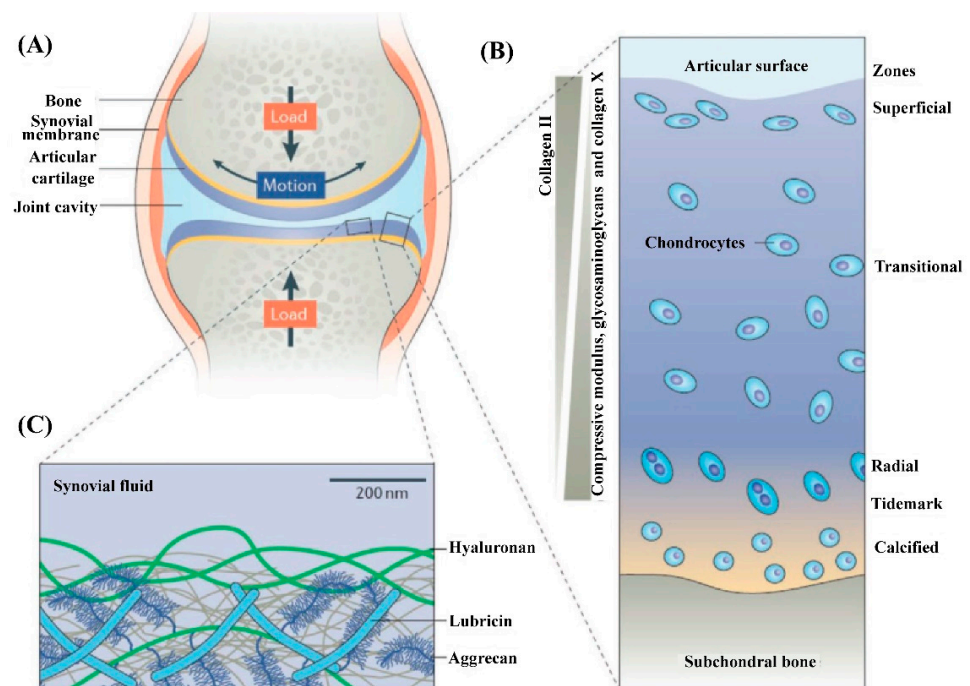 (A)
Bone
Synovial
membrane
Articular
cartilage
Joint cavity
Load
Motion
Load
(B)
Collagen II
Compressive modulus, glycosaminoglycans and collagen X
Articular surface
Zones
Superficial
Chondrocytes
Transitional
Radial
Tidemark
Calcified
Subchondral bone
(C)
Synovial fluid
200 nm
Hyaluronan
Lubricin
Aggrecan